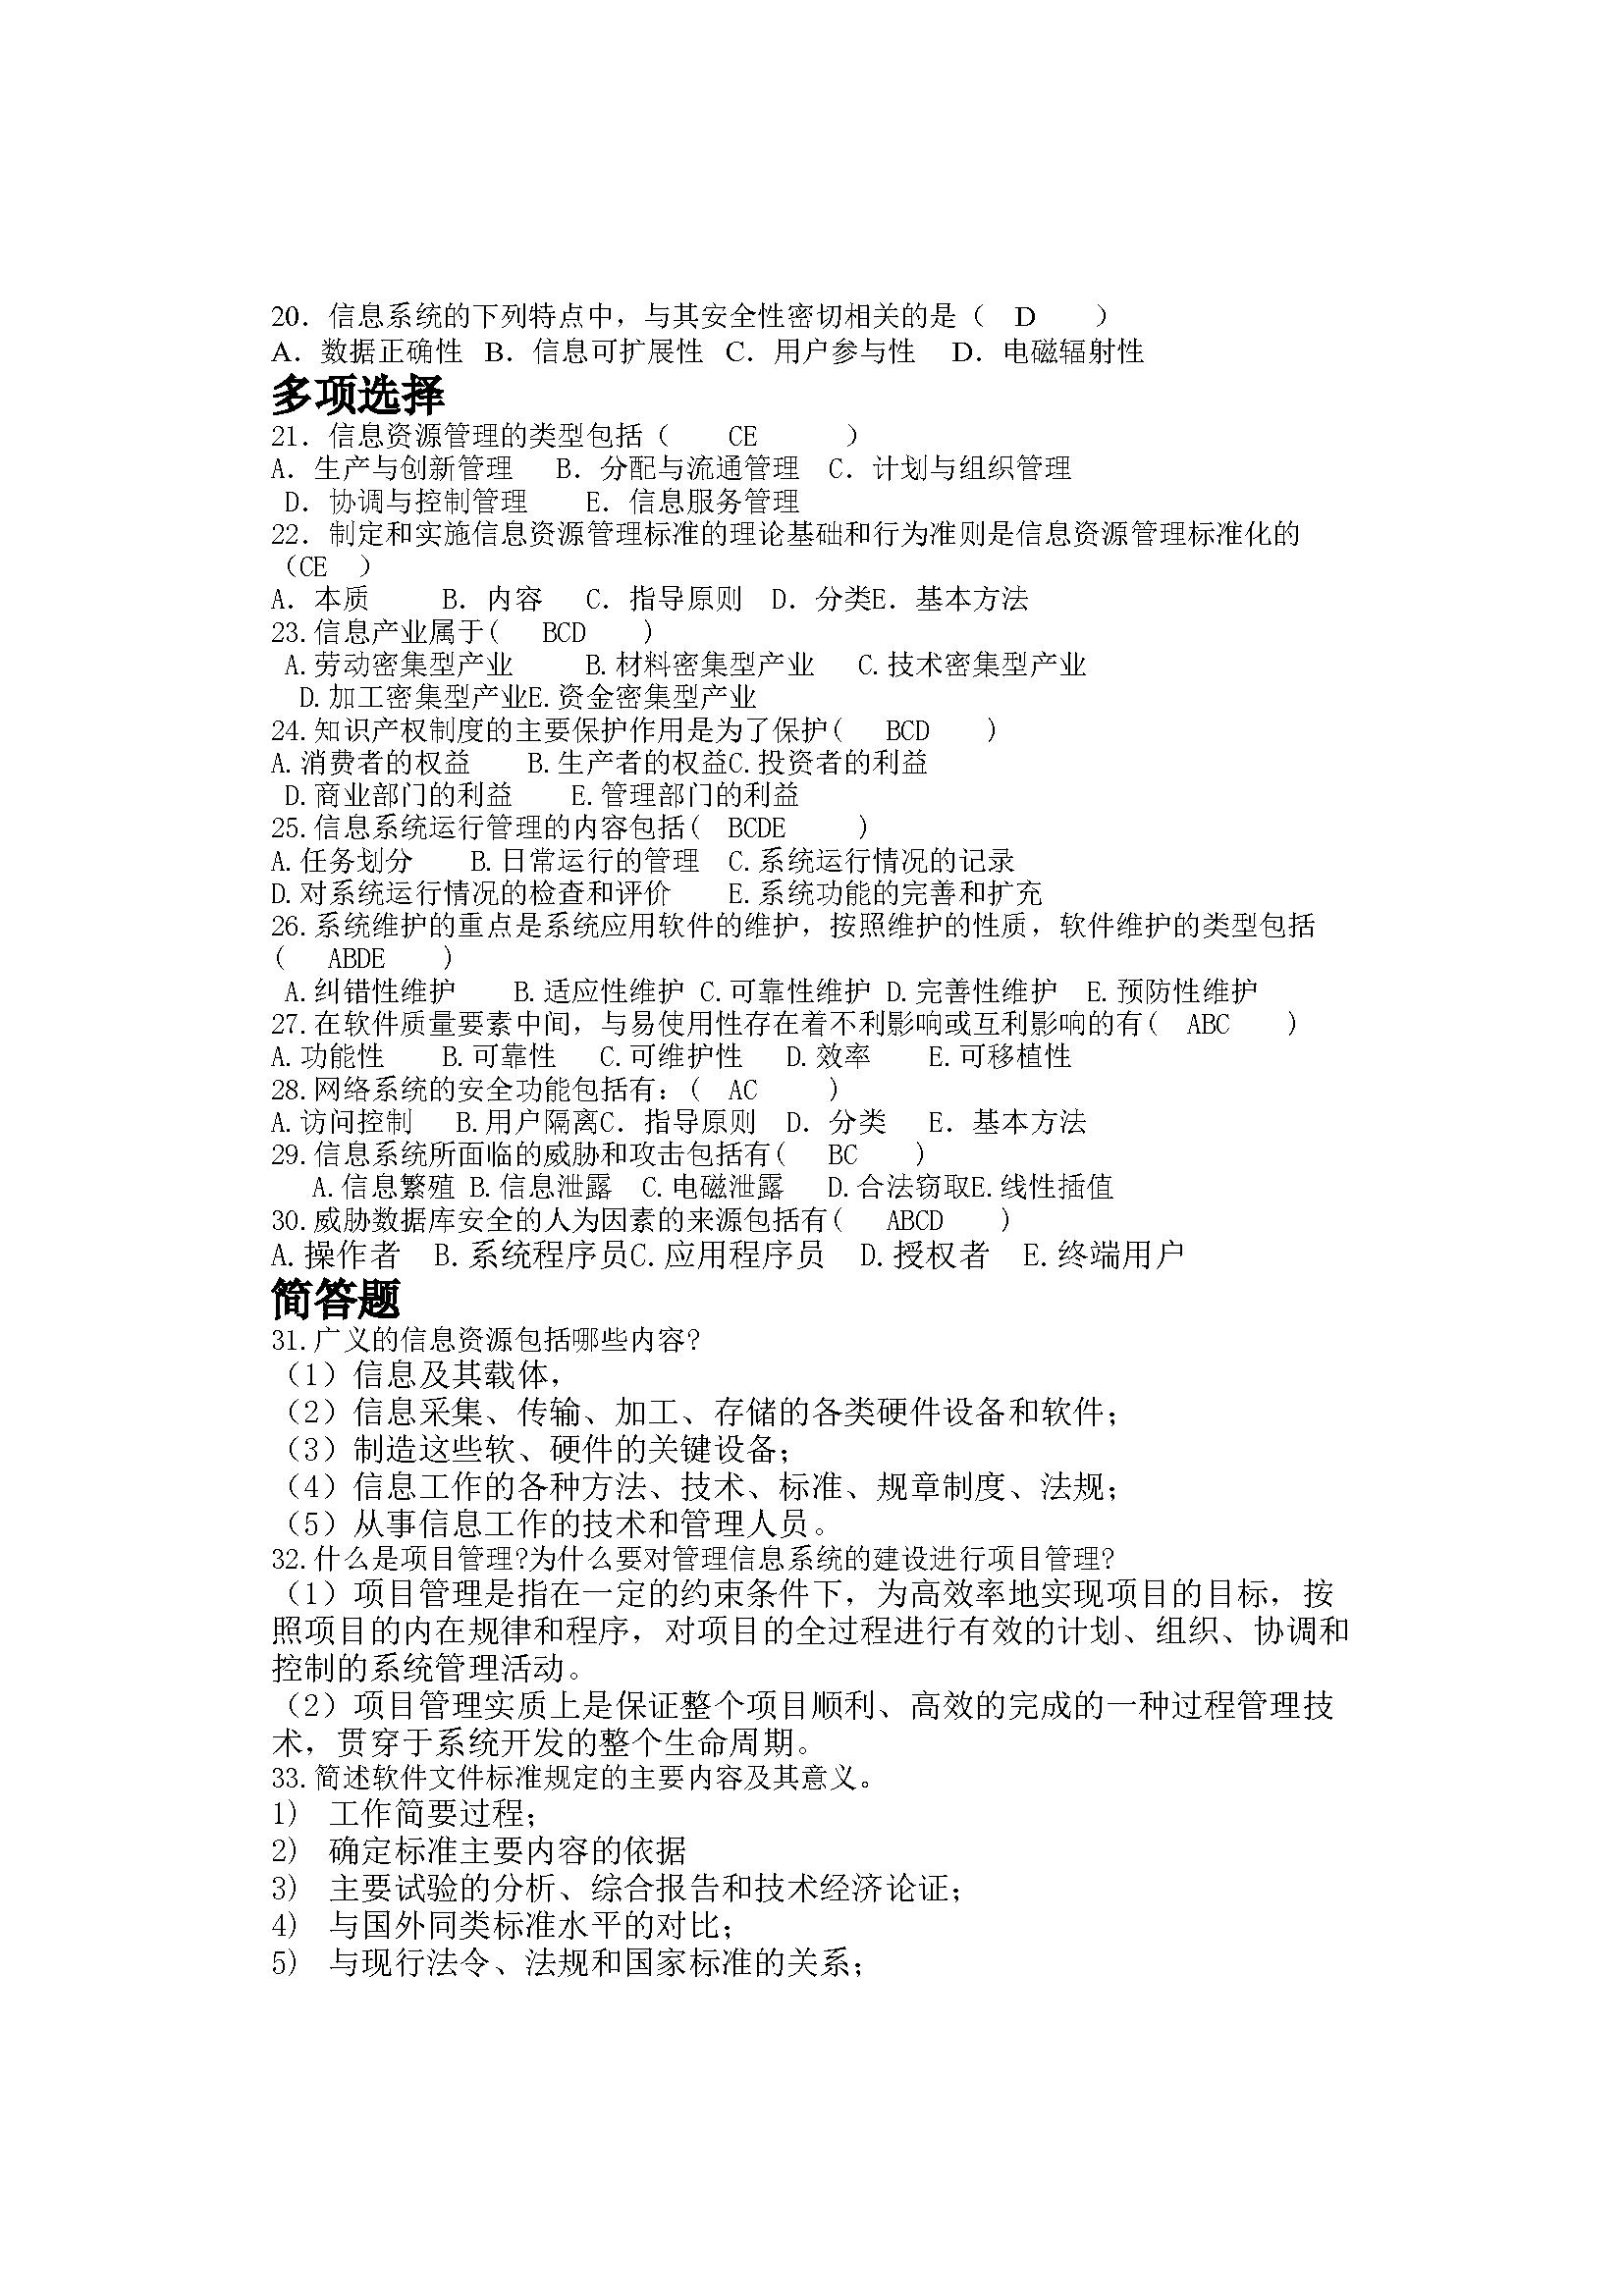 20．信息系统的下列特点中，与其安全性密切相关的是（ D ）
A．数据正确性 B．信息可扩展性 C．用户参与性 D．电磁辐射性
多项选择
21．信息资源管理的类型包括（ CE ）
A．生产与创新管理 B．分配与流通管理 C．计划与组织管理
D．协调与控制管理 E．信息服务管理
22．制定和实施信息资源管理标准的理论基础和行为准则是信息资源管理标准化的
（CE ）
A．本质 B．内容 C．指导原则 D．分类E．基本方法
23.信息产业属于( BCD )
A.劳动密集型产业 B.材料密集型产业 C.技术密集型产业
D.加工密集型产业E.资金密集型产业
24.知识产权制度的主要保护作用是为了保护( BCD )
A.消费者的权益 B.生产者的权益C.投资者的利益
D.商业部门的利益 E.管理部门的利益
25.信息系统运行管理的内容包括( BCDE )
A.任务划分 B.日常运行的管理 C.系统运行情况的记录
D.对系统运行情况的检查和评价 E.系统功能的完善和扩充
26.系统维护的重点是系统应用软件的维护，按照维护的性质，软件维护的类型包括
( ABDE )
A.纠错性维护 B.适应性维护 C.可靠性维护 D.完善性维护 E.预防性维护
27.在软件质量要素中间，与易使用性存在着不利影响或互利影响的有( ABC )
A.功能性 B.可靠性 C.可维护性 D.效率 E.可移植性
28.网络系统的安全功能包括有：( AC )
A.访问控制 B.用户隔离C．指导原则 D．分类 E．基本方法
29.信息系统所面临的威胁和攻击包括有( BC )
A.信息繁殖 B.信息泄露 C.电磁泄露 D.合法窃取E.线性插值
30.威胁数据库安全的人为因素的来源包括有( ABCD )
A.操作者 B.系统程序员C.应用程序员 D.授权者 E.终端用户
简答题
31.广义的信息资源包括哪些内容?
（1）信息及其载体，
（2）信息采集、传输、加工、存储的各类硬件设备和软件；
（3）制造这些软、硬件的关键设备；
（4）信息工作的各种方法、技术、标准、规章制度、法规；
（5）从事信息工作的技术和管理人员。
32.什么是项目管理?为什么要对管理信息系统的建设进行项目管理?
（1）项目管理是指在一定的约束条件下，为高效率地实现项目的目标，按
照项目的内在规律和程序，对项目的全过程进行有效的计划、组织、协调和
控制的系统管理活动。
（2）项目管理实质上是保证整个项目顺利、高效的完成的一种过程管理技
术，贯穿于系统开发的整个生命周期。
33.简述软件文件标准规定的主要内容及其意义。
1) 工作简要过程；
2) 确定标准主要内容的依据
3) 主要试验的分析、综合报告和技术经济论证；
4) 与国外同类标准水平的对比；
5) 与现行法令、法规和国家标准的关系；